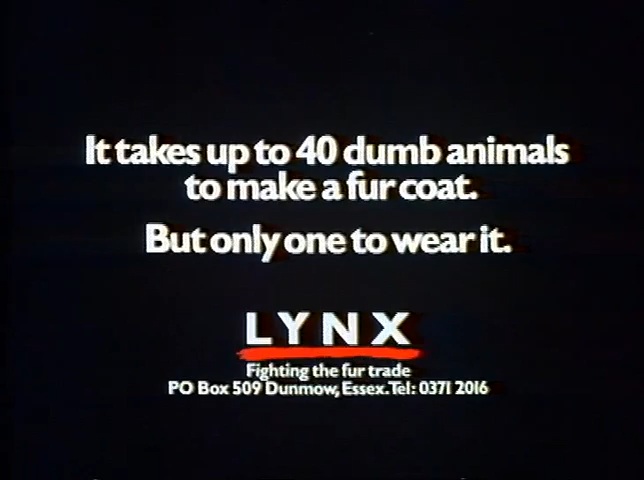 It takes up to 40 dumb animals
to make a fur coat.
But only one to wear it.
LYNX
Fighting the fur trade
PO Box 509 Dunmow, Essex. Tel: 0371 2016